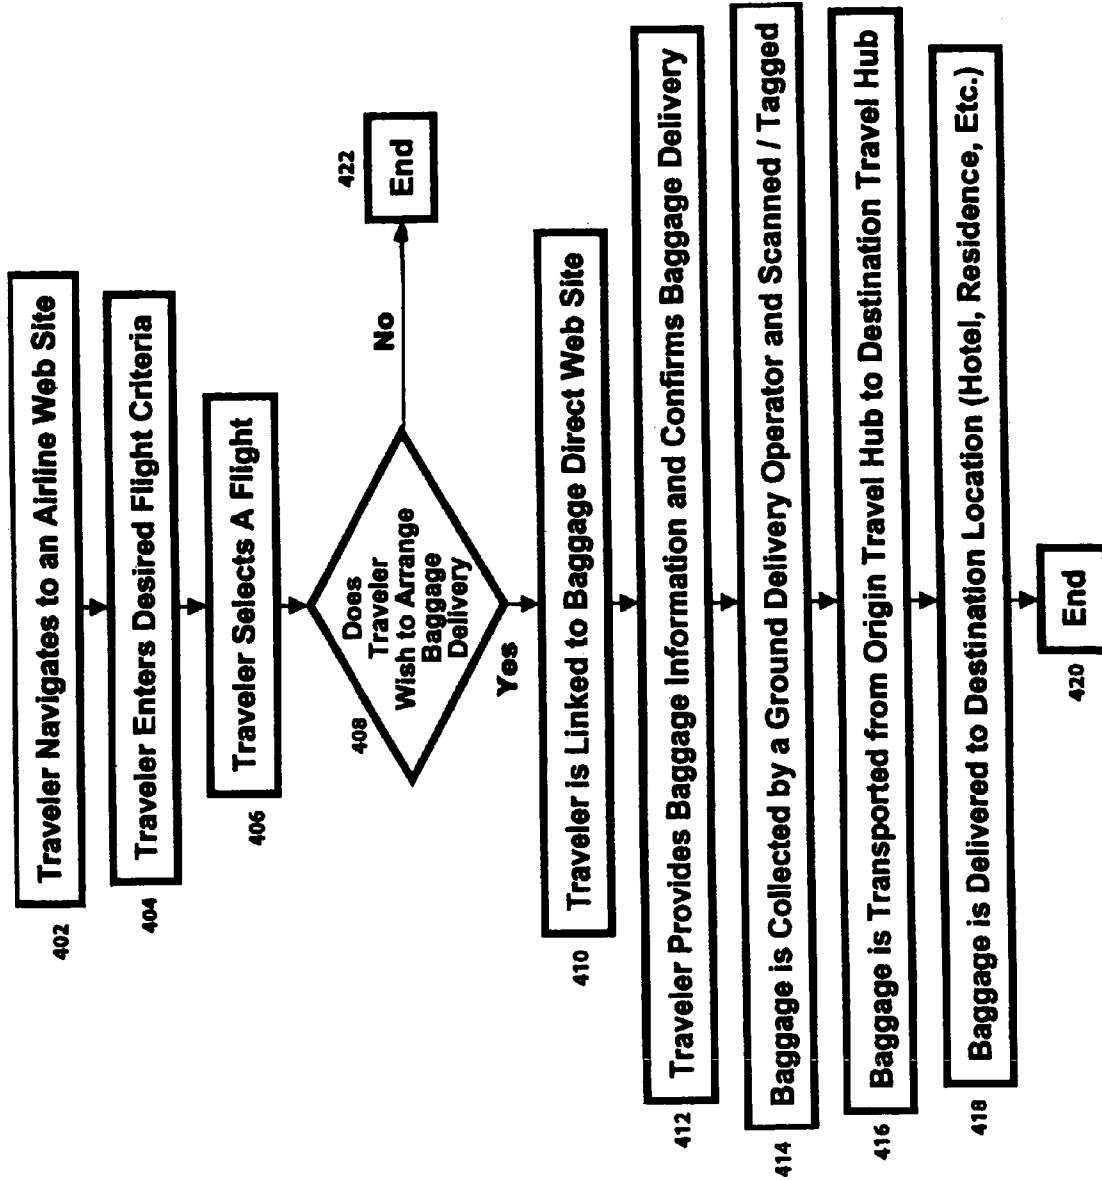 402
Traveler Navigates to an Airline Web Site
404
Traveler Enters Desired Flight Criteria
406
Traveler Selects A Flight
408
Does
Traveler
Wish to Arrange
Baggage
Delivery
No
422
End
Yes
410
Traveler is Linked to Baggage Direct Web Site
412
Traveler Provides Baggage Information and Confirms Baggage Delivery
414
Baggage is Collected by a Ground Delivery Operator and Scanned / Tagged
416
Baggage is Transported from Origin Travel Hub to Destination Travel Hub
418
Baggage is Delivered to Destination Location (Hotel, Residence, Etc.)
420
End